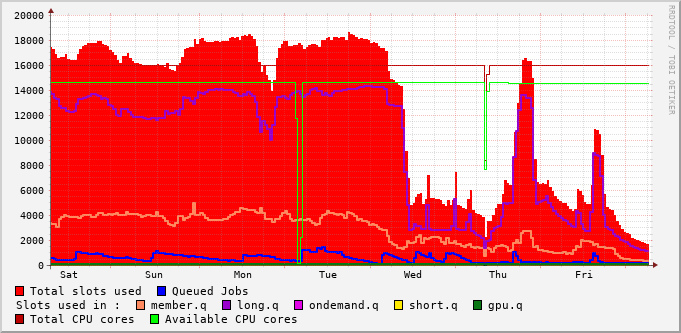 20000
18000
16000
14000
12000
10000
8000
6000
4000
2000
0
Sat Sun Mon Tue Wed Thu Fri
Total slots used Queued Jobs
Slots used in : member.q long.q ondemand.q short.q gpu.q
Total CPU cores Available CPU cores
RRDTOOL / TOBI OETIKER